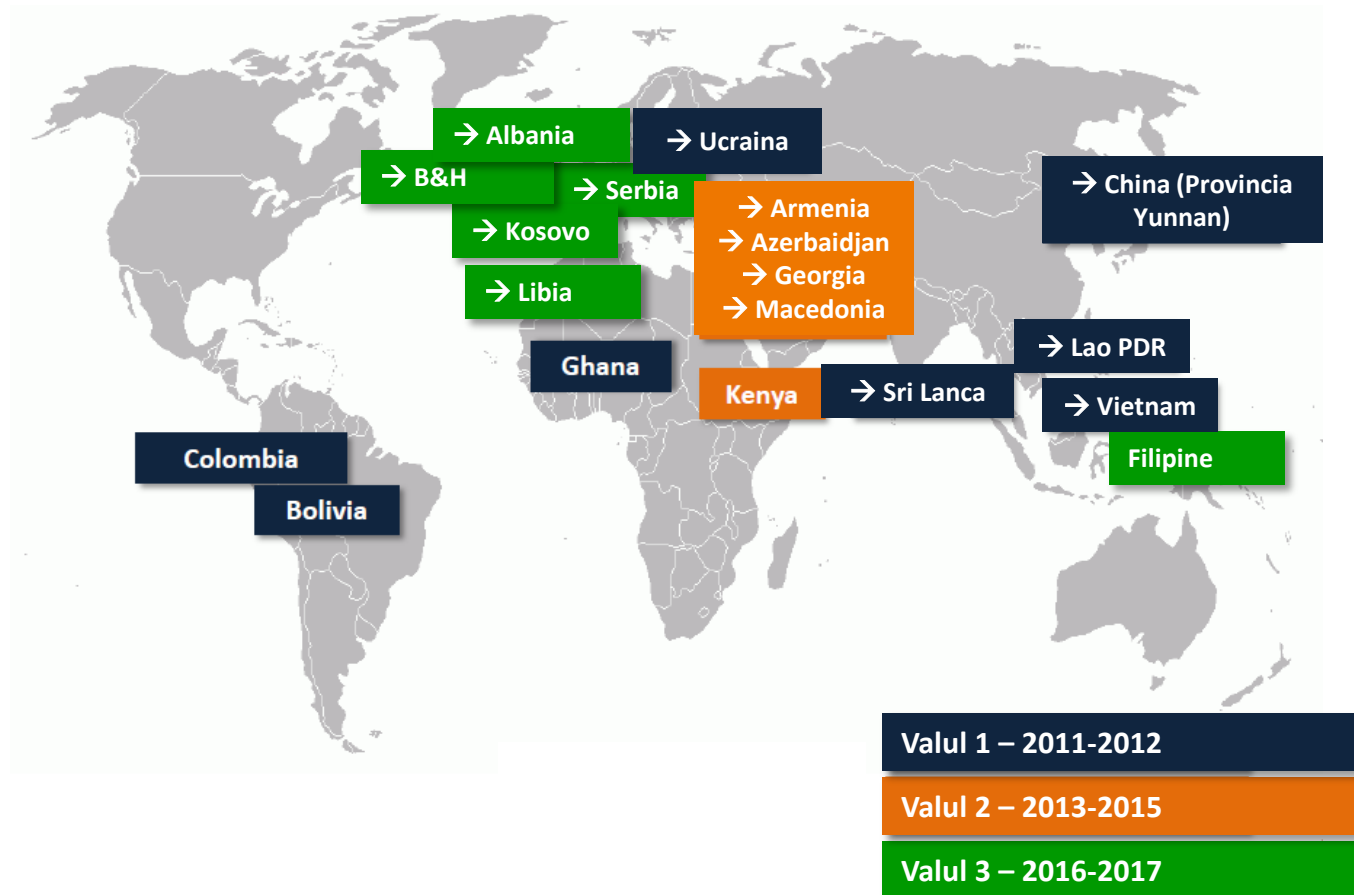 → Albania
→ Ucraina
→ B&H
→ Serbia
→ China (Provincia
Yunnan)
→ Armenia
→ Azerbaidjan
→ Georgia
→ Macedonia
→ Kosovo
→ Libia
Ghana
→ Lao PDR
Kenya
→ Sri Lanca
→ Vietnam
Colombia
Filipine
Bolivia
Valul 1 – 2011-2012
Valul 2 – 2013-2015
Valul 3 – 2016-2017